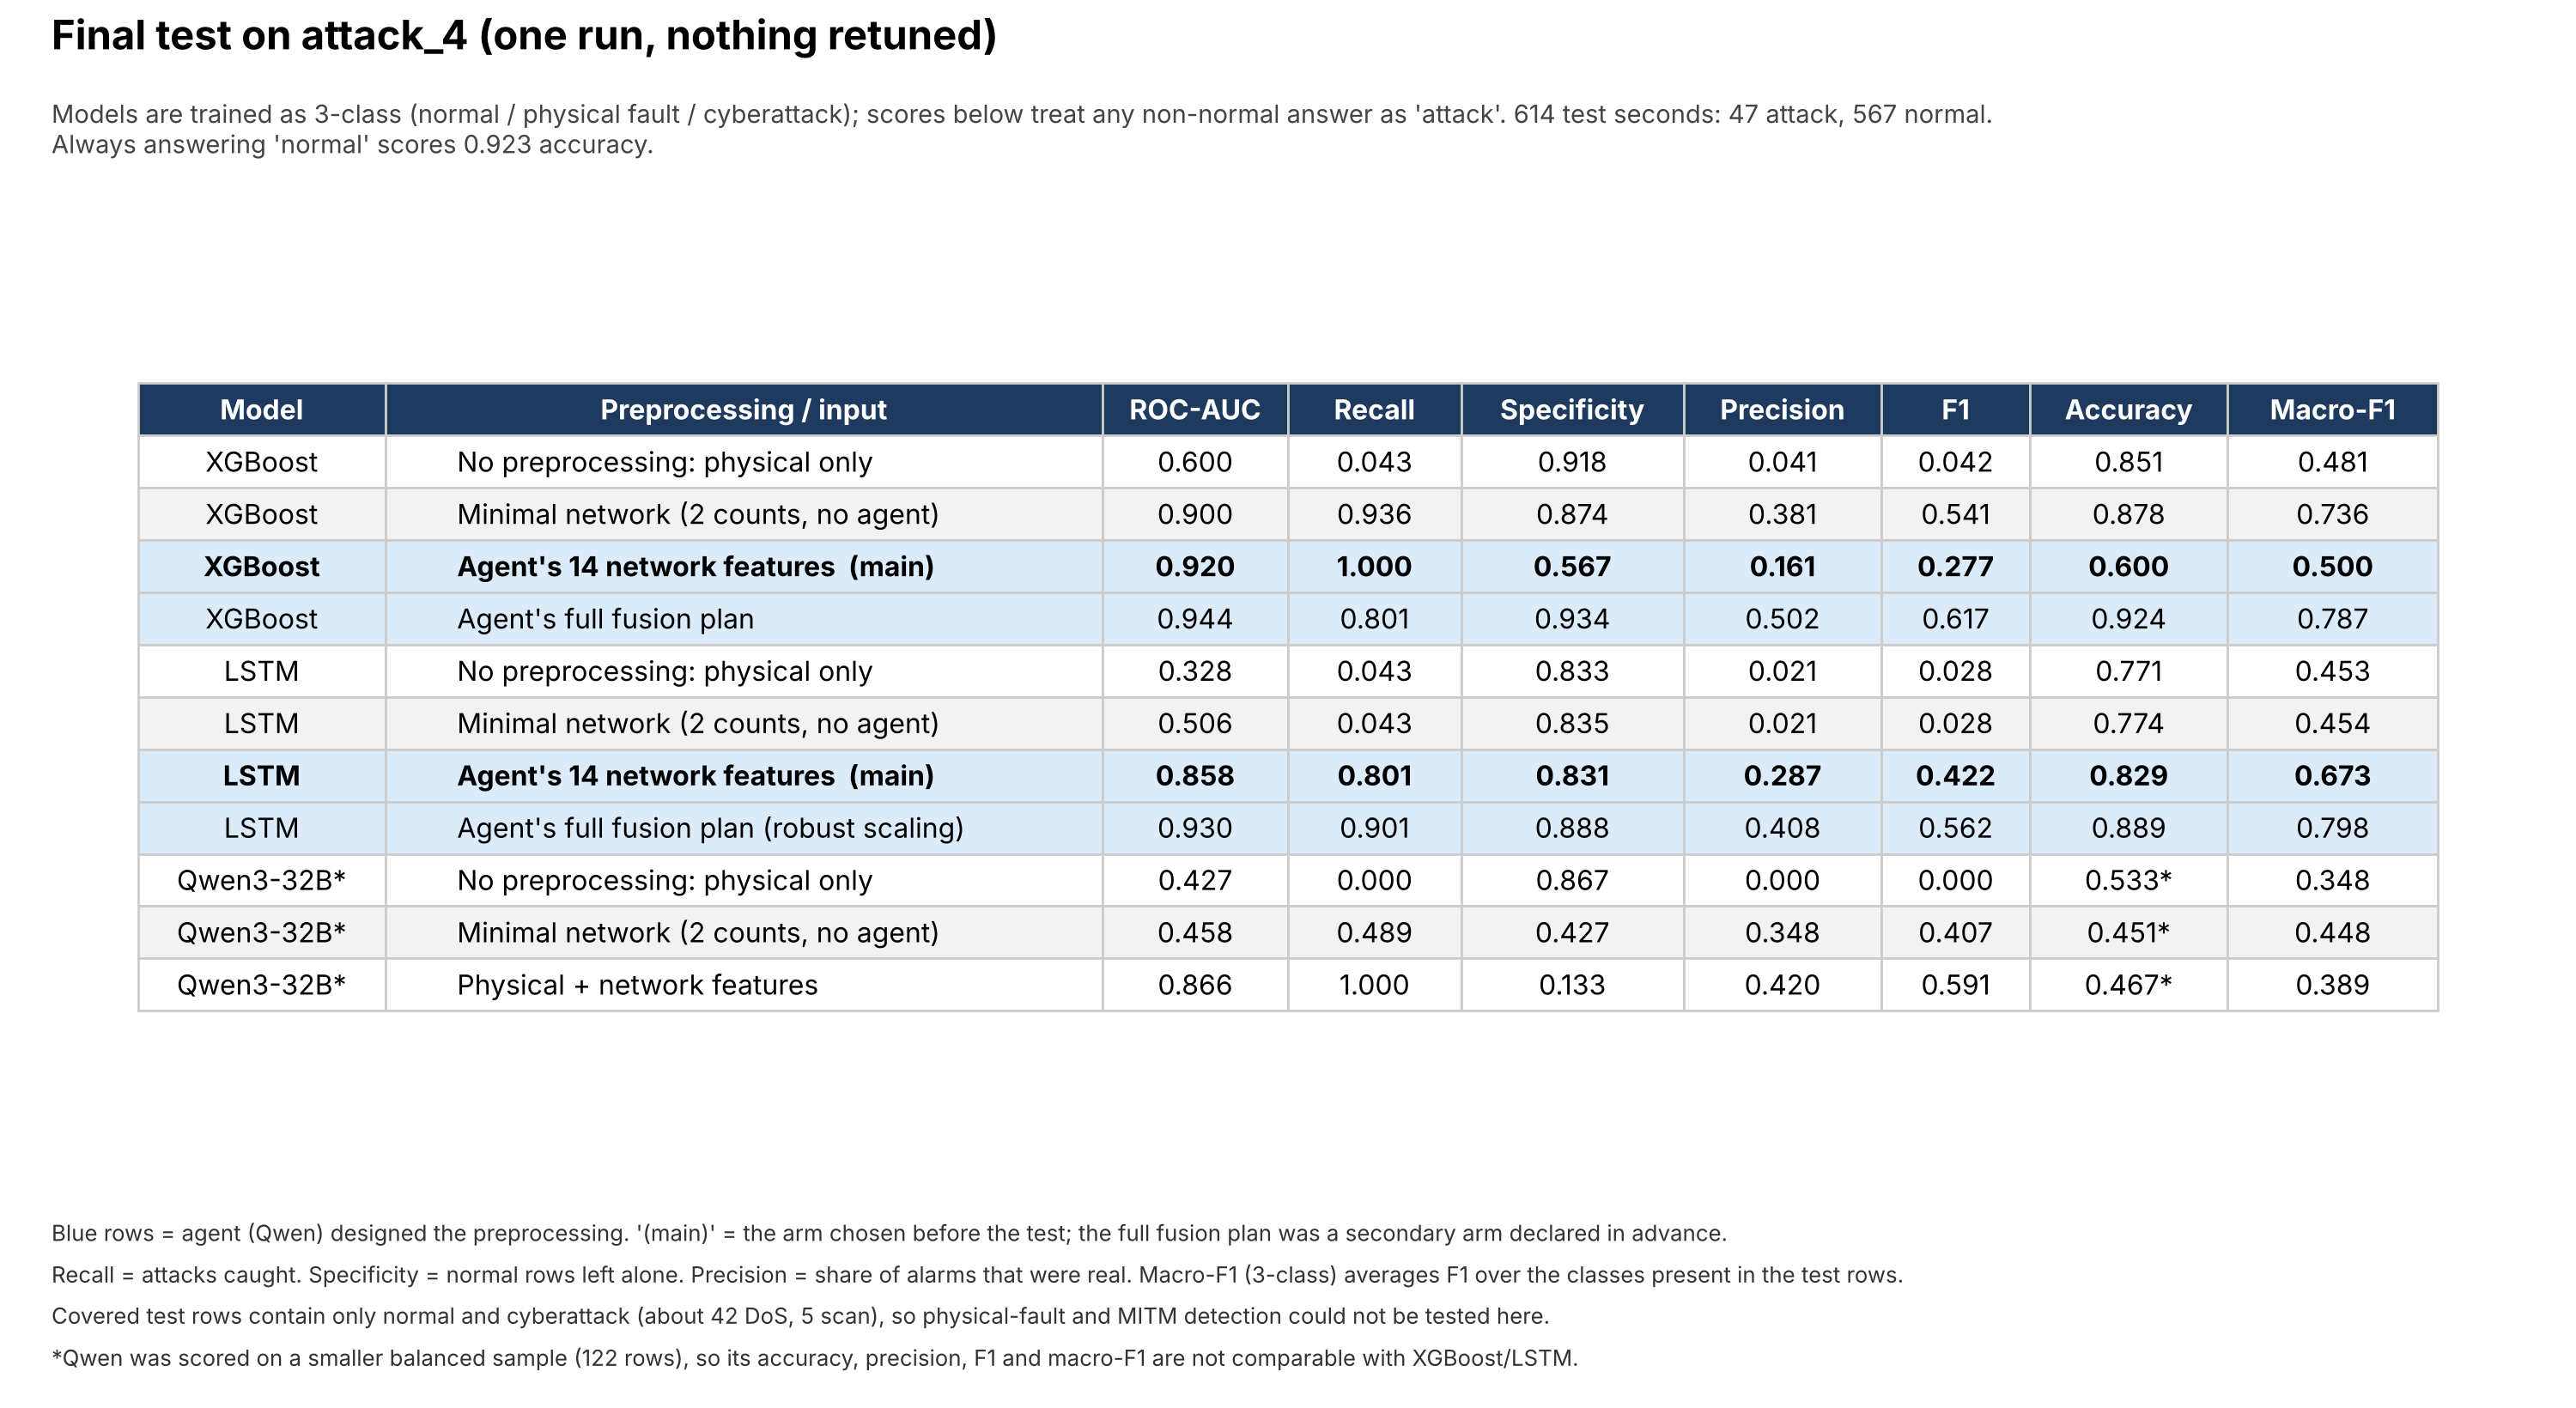 Final test on attack_4 (one run, nothing retuned)
Models are trained as 3-class (normal / physical fault / cyberattack); scores below treat any non-normal answer as 'attack'. 614 test seconds: 47 attack, 567 normal.
Always answering 'normal' scores 0.923 accuracy.
Model Preprocessing / input ROC-AUC Recall Specificity Precision F1 Accuracy Macro-F1
XGBoost No preprocessing: physical only 0.600 0.043 0.918 0.041 0.042 0.851 0.481
XGBoost Minimal network (2 counts, no agent) 0.900 0.936 0.874 0.381 0.541 0.878 0.736
XGBoost Agent's 14 network features (main) 0.920 1.000 0.567 0.161 0.277 0.600 0.500
XGBoost Agent's full fusion plan 0.944 0.801 0.934 0.502 0.617 0.924 0.787
LSTM No preprocessing: physical only 0.328 0.043 0.833 0.021 0.028 0.771 0.453
LSTM Minimal network (2 counts, no agent) 0.506 0.043 0.835 0.021 0.028 0.774 0.454
LSTM Agent's 14 network features (main) 0.858 0.801 0.831 0.287 0.422 0.829 0.673
LSTM Agent's full fusion plan (robust scaling) 0.930 0.901 0.888 0.408 0.562 0.889 0.798
Qwen3-32B* No preprocessing: physical only 0.427 0.000 0.867 0.000 0.000 0.533* 0.348
Qwen3-32B* Minimal network (2 counts, no agent) 0.458 0.489 0.427 0.348 0.407 0.451* 0.448
Qwen3-32B* Physical + network features 0.866 1.000 0.133 0.420 0.591 0.467* 0.389
Blue rows = agent (Qwen) designed the preprocessing. '(main)' = the arm chosen before the test; the full fusion plan was a secondary arm declared in advance.
Recall = attacks caught. Specificity = normal rows left alone. Precision = share of alarms that were real. Macro-F1 (3-class) averages F1 over the classes present in the test rows.
Covered test rows contain only normal and cyberattack (about 42 DoS, 5 scan), so physical-fault and MITM detection could not be tested here.
*Qwen was scored on a smaller balanced sample (122 rows), so its accuracy, precision, F1 and macro-F1 are not comparable with XGBoost/LSTM.